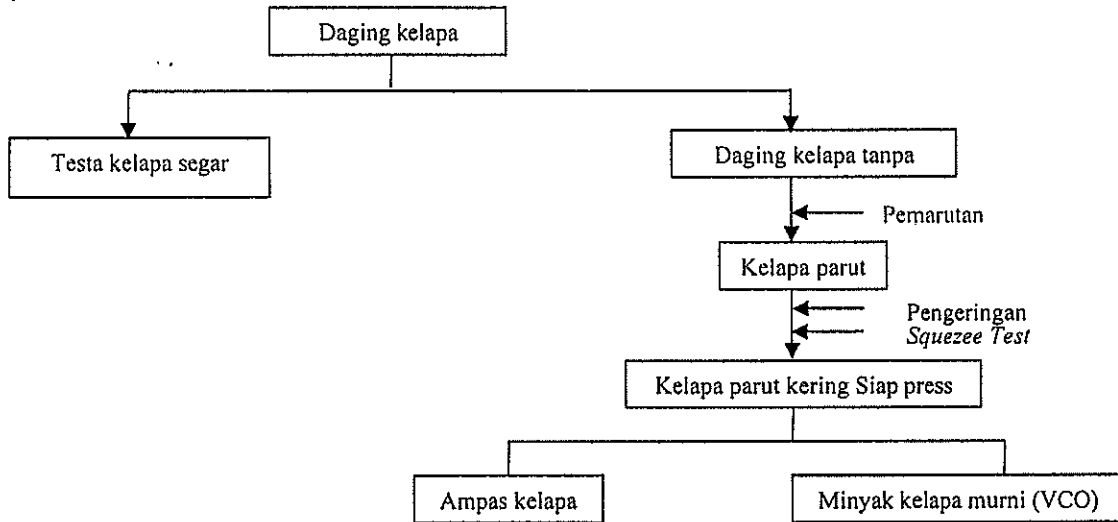 Daging kelapa
Testa kelapa segar
Daging kelapa tanpa
Pemarutan
Kelapa parut
Pengeringan
Squezee Test
Kelapa parut kering Siap press
Ampas kelapa
Minyak kelapa murni (VCO)